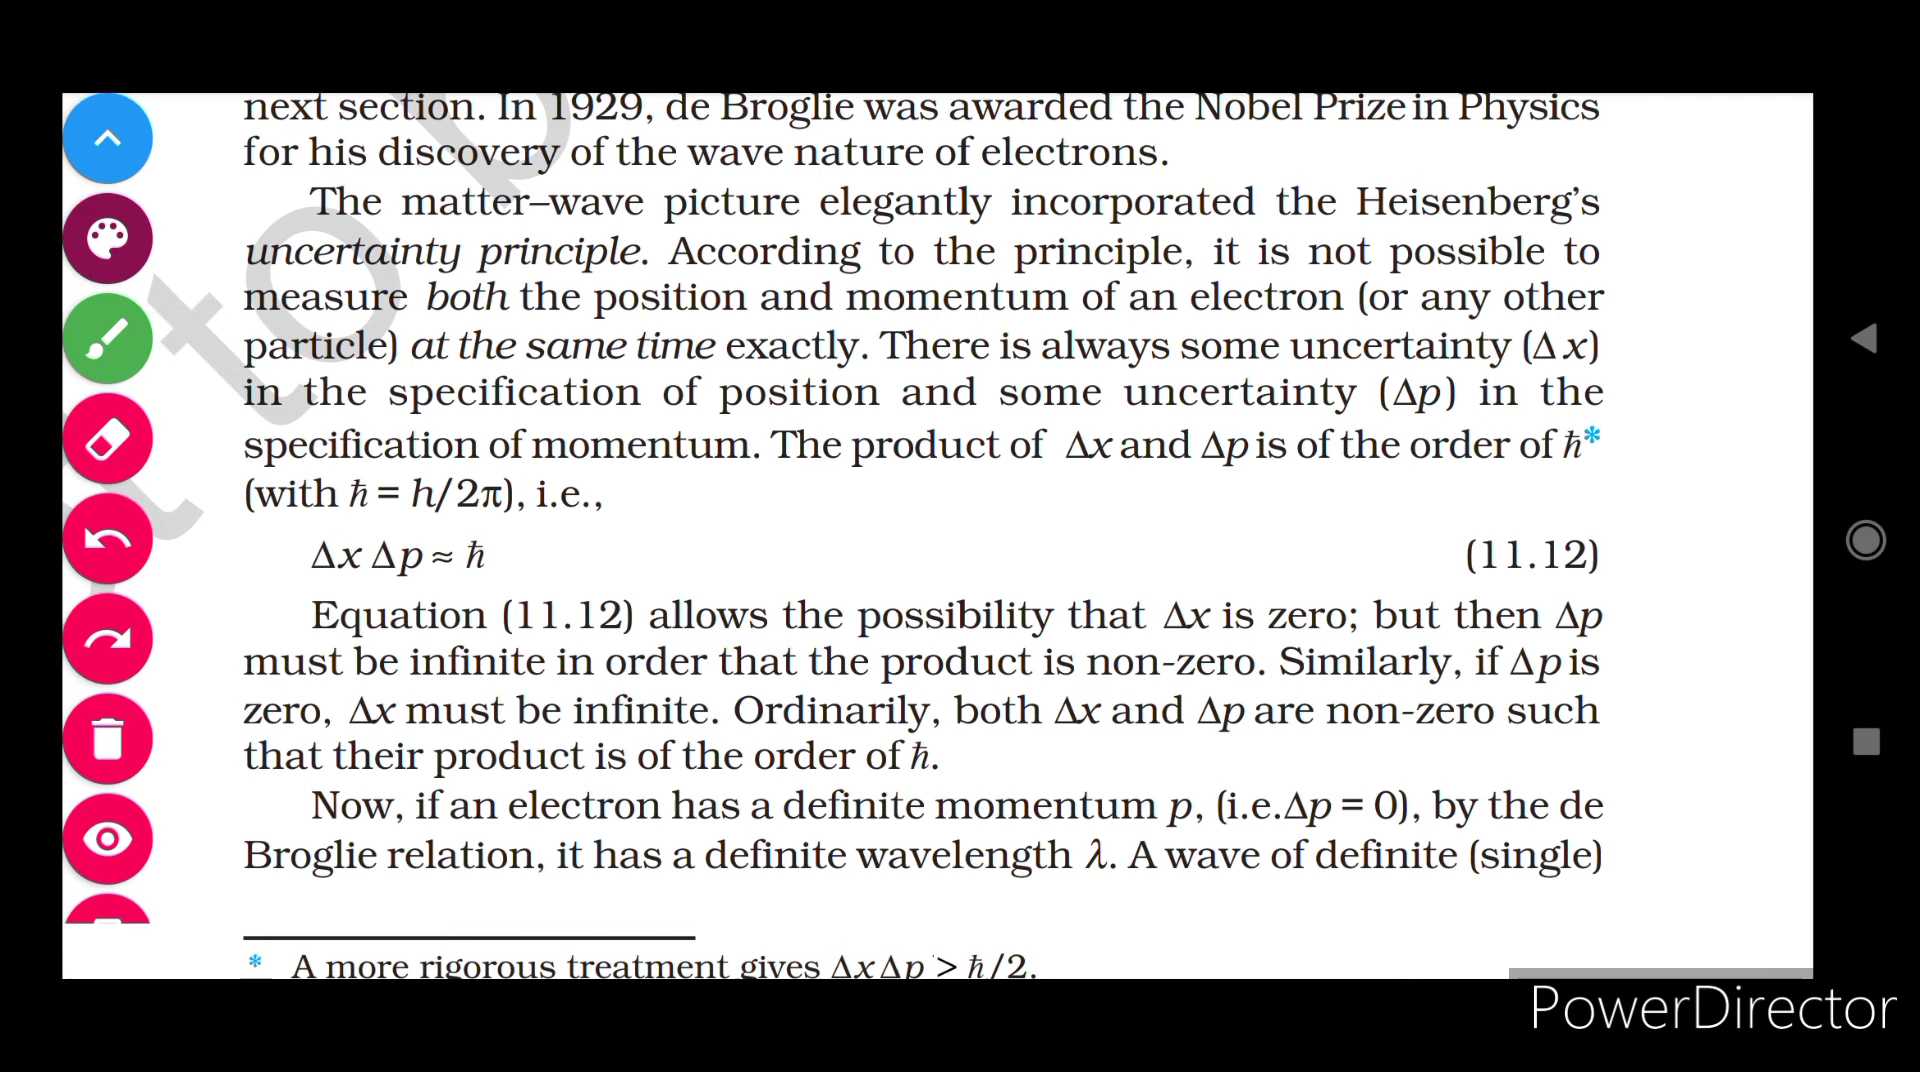 next section. In 1929, de Broglie was awarded the Nobel Prize in Physics
for his discovery of the wave nature of electrons.
The matter–wave picture elegantly incorporated the Heisenberg’s
uncertainty principle. According to the principle, it is not possible to
measure both the position and momentum of an electron (or any other
particle) at the same time exactly. There is always some uncertainty (Δx)
in the specification of position and some uncertainty (Δp) in the
specification of momentum. The product of Δx and Δp is of the order of ħ*
(with ħ = h/2π), i.e.,
Δx Δp ≈ ħ (11.12)
Equation (11.12) allows the possibility that Δx is zero; but then Δp
must be infinite in order that the product is non-zero. Similarly, if Δp is
zero, Δx must be infinite. Ordinarily, both Δx and Δp are non-zero such
that their product is of the order of ħ.
Now, if an electron has a definite momentum p, (i.e.Δp = 0), by the de
Broglie relation, it has a definite wavelength λ. A wave of definite (single)
* A more rigorous treatment gives Δx Δp > ħ/2.
PowerDirector